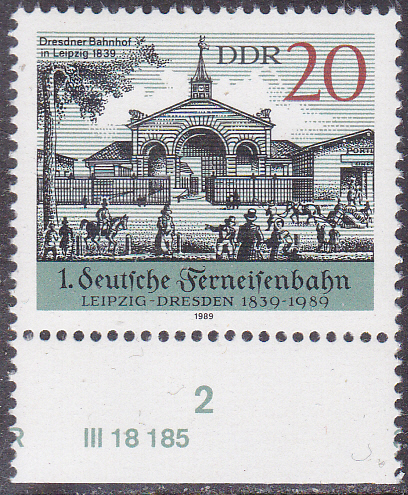 Dresdner Bahnhof
in Leipzig 1839
DDR 20
1. deutsche Ferneisenbahn
LEIPZIG-DRESDEN 1839-1989
1989
2
R III 18 185